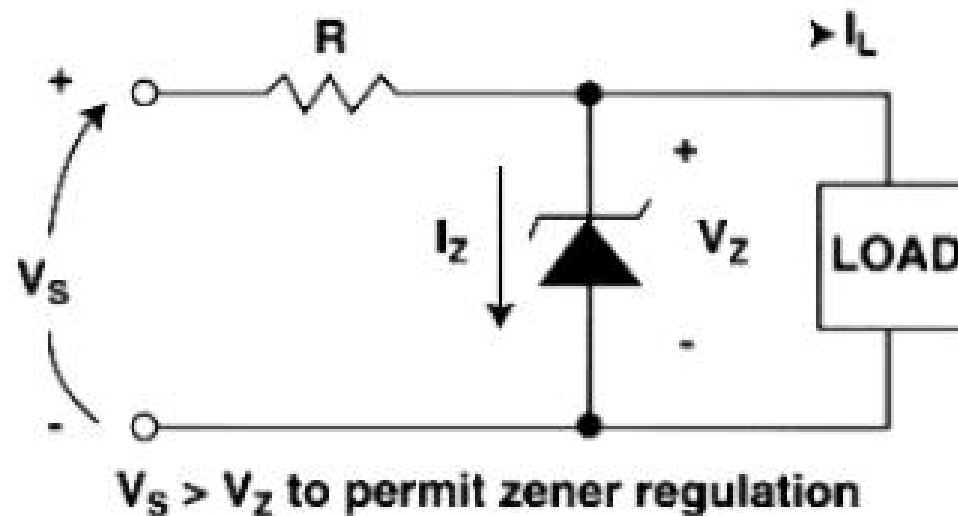 R
I_L
+
+
I_Z
V_Z
LOAD
V_S
-
-
V_S > V_Z to permit zener regulation